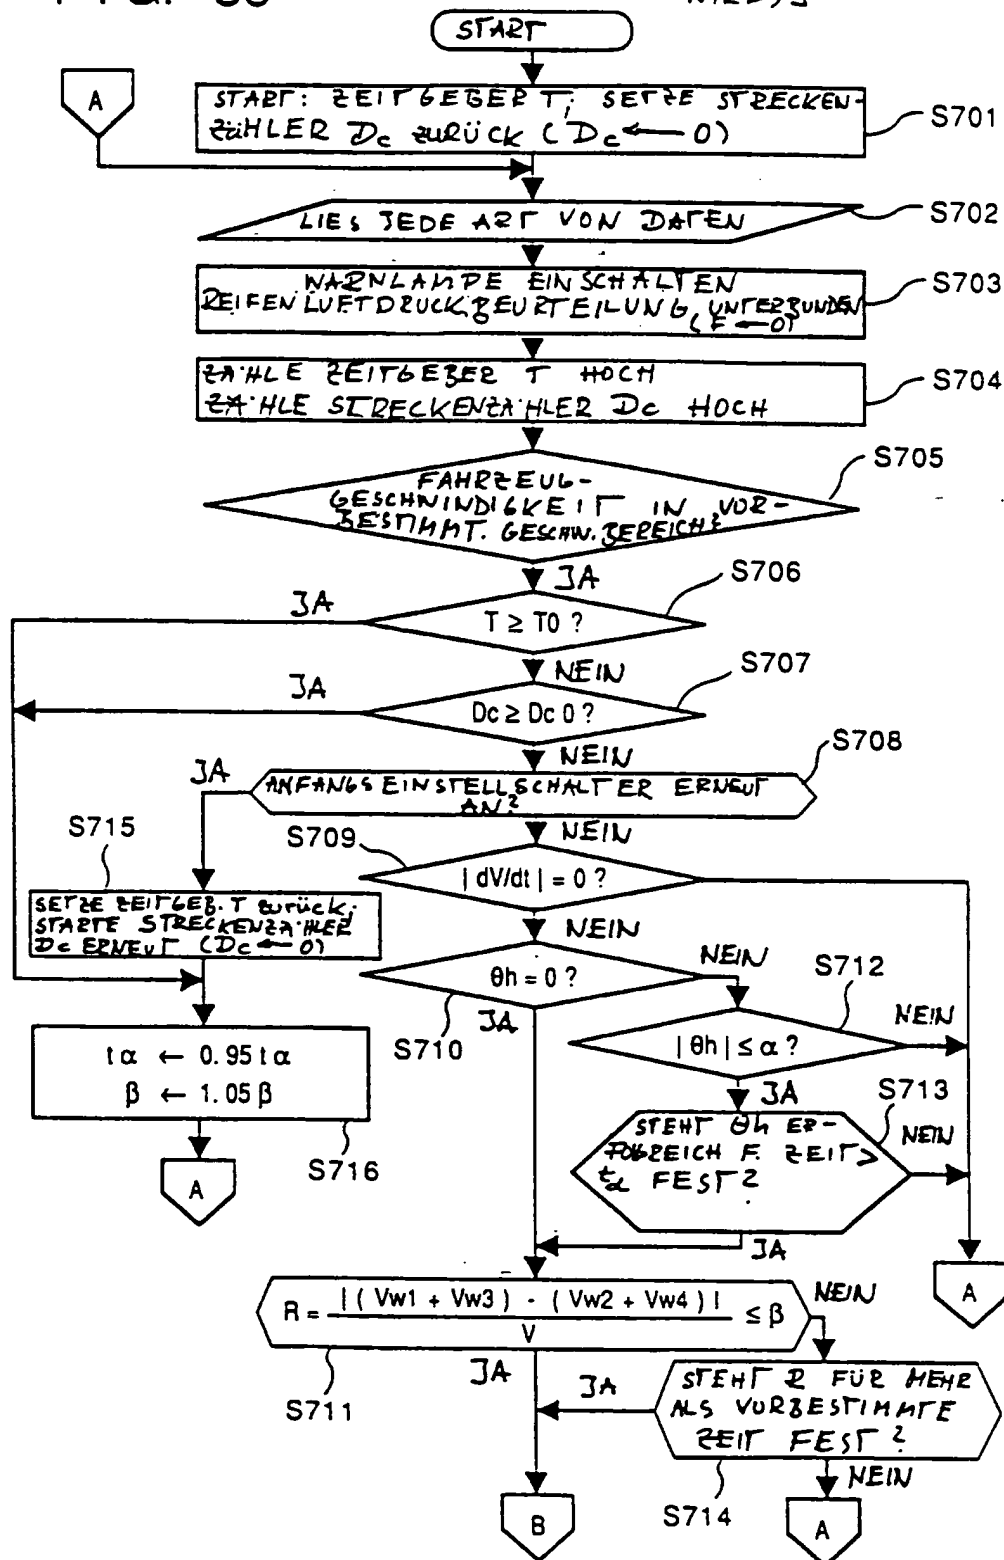 START
A
START: ZEITGEBER T; SETZE STRECKEN-
ZÄHLER Dc ZURÜCK (Dc ← 0)
S701
LIES JEDE ART VON DATEN
S702
WARNLAMPE EINSCHALTEN
REIFENLUFTDRUCKBEURTEILUNG UNTERBUNDEN
(F ← 0)
S703
ZÄHLE ZEITGEBER T HOCH
ZÄHLE STRECKENZÄHLER Dc HOCH
S704
FAHRZEUG-
GESCHWINDIGKEIT IN VOR-
BESTIMMT. GESCHW. BEREICH?
S705
JA
T ≥ T0 ?
S706
JA
NEIN
Dc ≥ Dc 0 ?
S707
JA
NEIN
ANFANGSEINSTELLSCHALTER ERNEUT
AN?
S708
JA
NEIN
S715
SETZE ZEITGEB. T zurück;
STARTE STRECKENZÄHLER
Dc ERNEUT (Dc ← 0)
S709
| dV/dt | = 0 ?
NEIN
θh = 0 ?
S710
NEIN
JA
S712
| θh | ≤ α ?
NEIN
JA
tα ← 0.95 tα
β ← 1.05 β
S716
A
S713
STEHT θh ER-
FOLGREICH F. ZEIT >
tα FEST?
NEIN
JA
A
R = | ( Vw1 + Vw3 ) - ( Vw2 + Vw4 ) | / V ≤ β
S711
NEIN
JA
STEHT R FÜR MEHR
ALS VORBESTIMMTE
ZEIT FEST?
S714
JA
NEIN
B
A